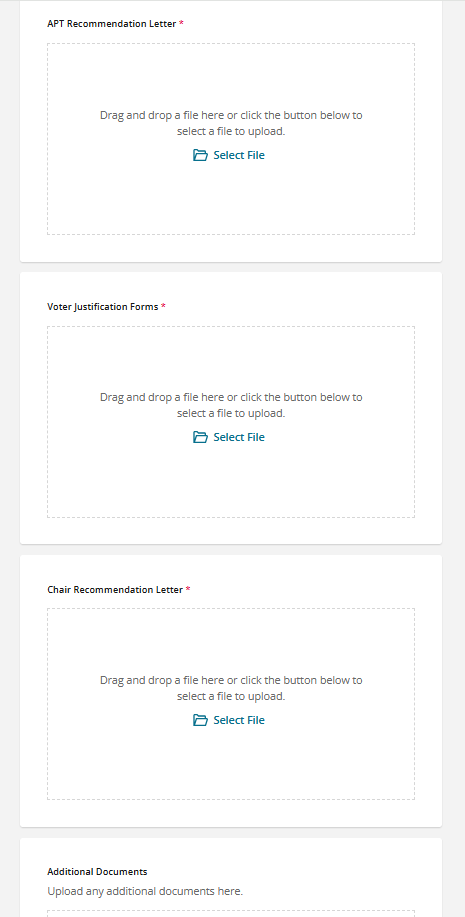 APT Recommendation Letter *
Drag and drop a file here or click the button below to
select a file to upload.
Select File
Voter Justification Forms *
Drag and drop a file here or click the button below to
select a file to upload.
Select File
Chair Recommendation Letter *
Drag and drop a file here or click the button below to
select a file to upload.
Select File
Additional Documents
Upload any additional documents here.